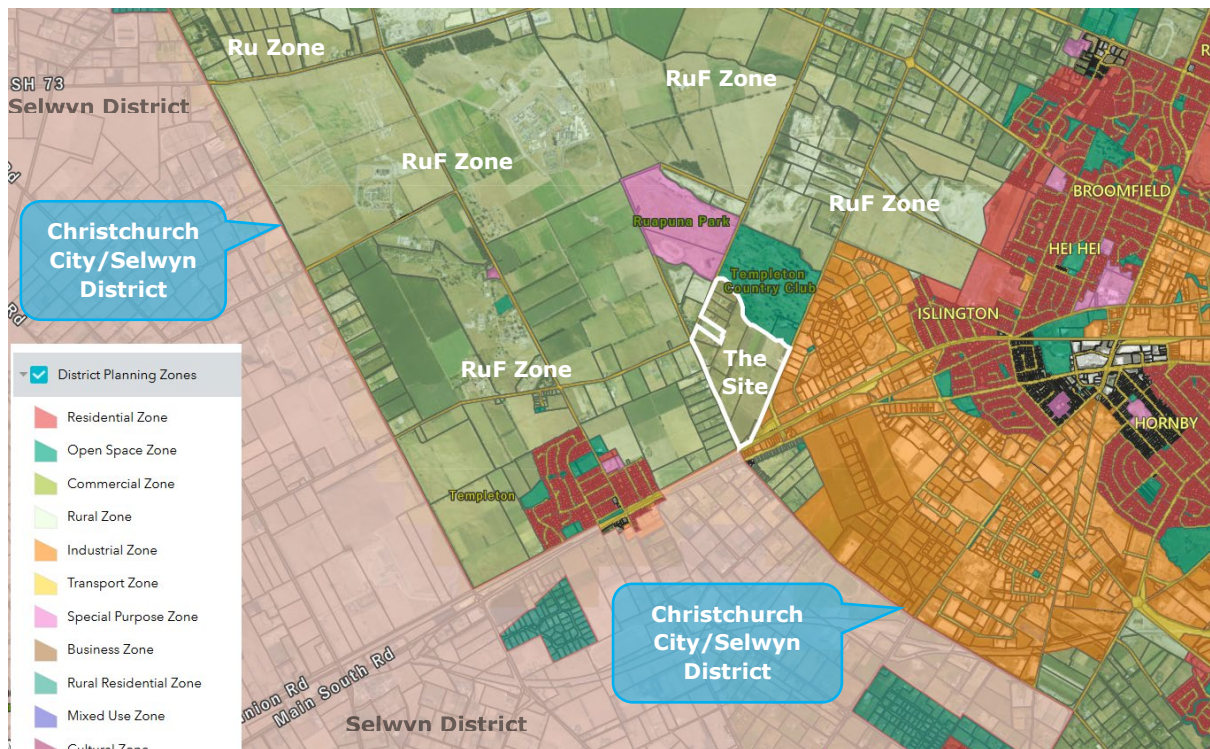 Ru Zone
RuF Zone
SH 73
Selwyn District
RuF Zone
BROOMFIELD
RuF Zone
Ruapuna Park
Christchurch
City/Selwyn
District
HEI HEI
Templeton
Country Club
Rd
ISLINGTON
District Planning Zones
The
Site
RuF Zone
Residential Zone
HORNBY
Open Space Zone
Commercial Zone
Templeton
Rural Zone
Industrial Zone
Transport Zone
Special Purpose Zone
Christchurch
City/Selwyn
District
Business Zone
Rural Residential Zone
Main South Rd
Mixed Use Zone
Selwyn District
Cultural Zone